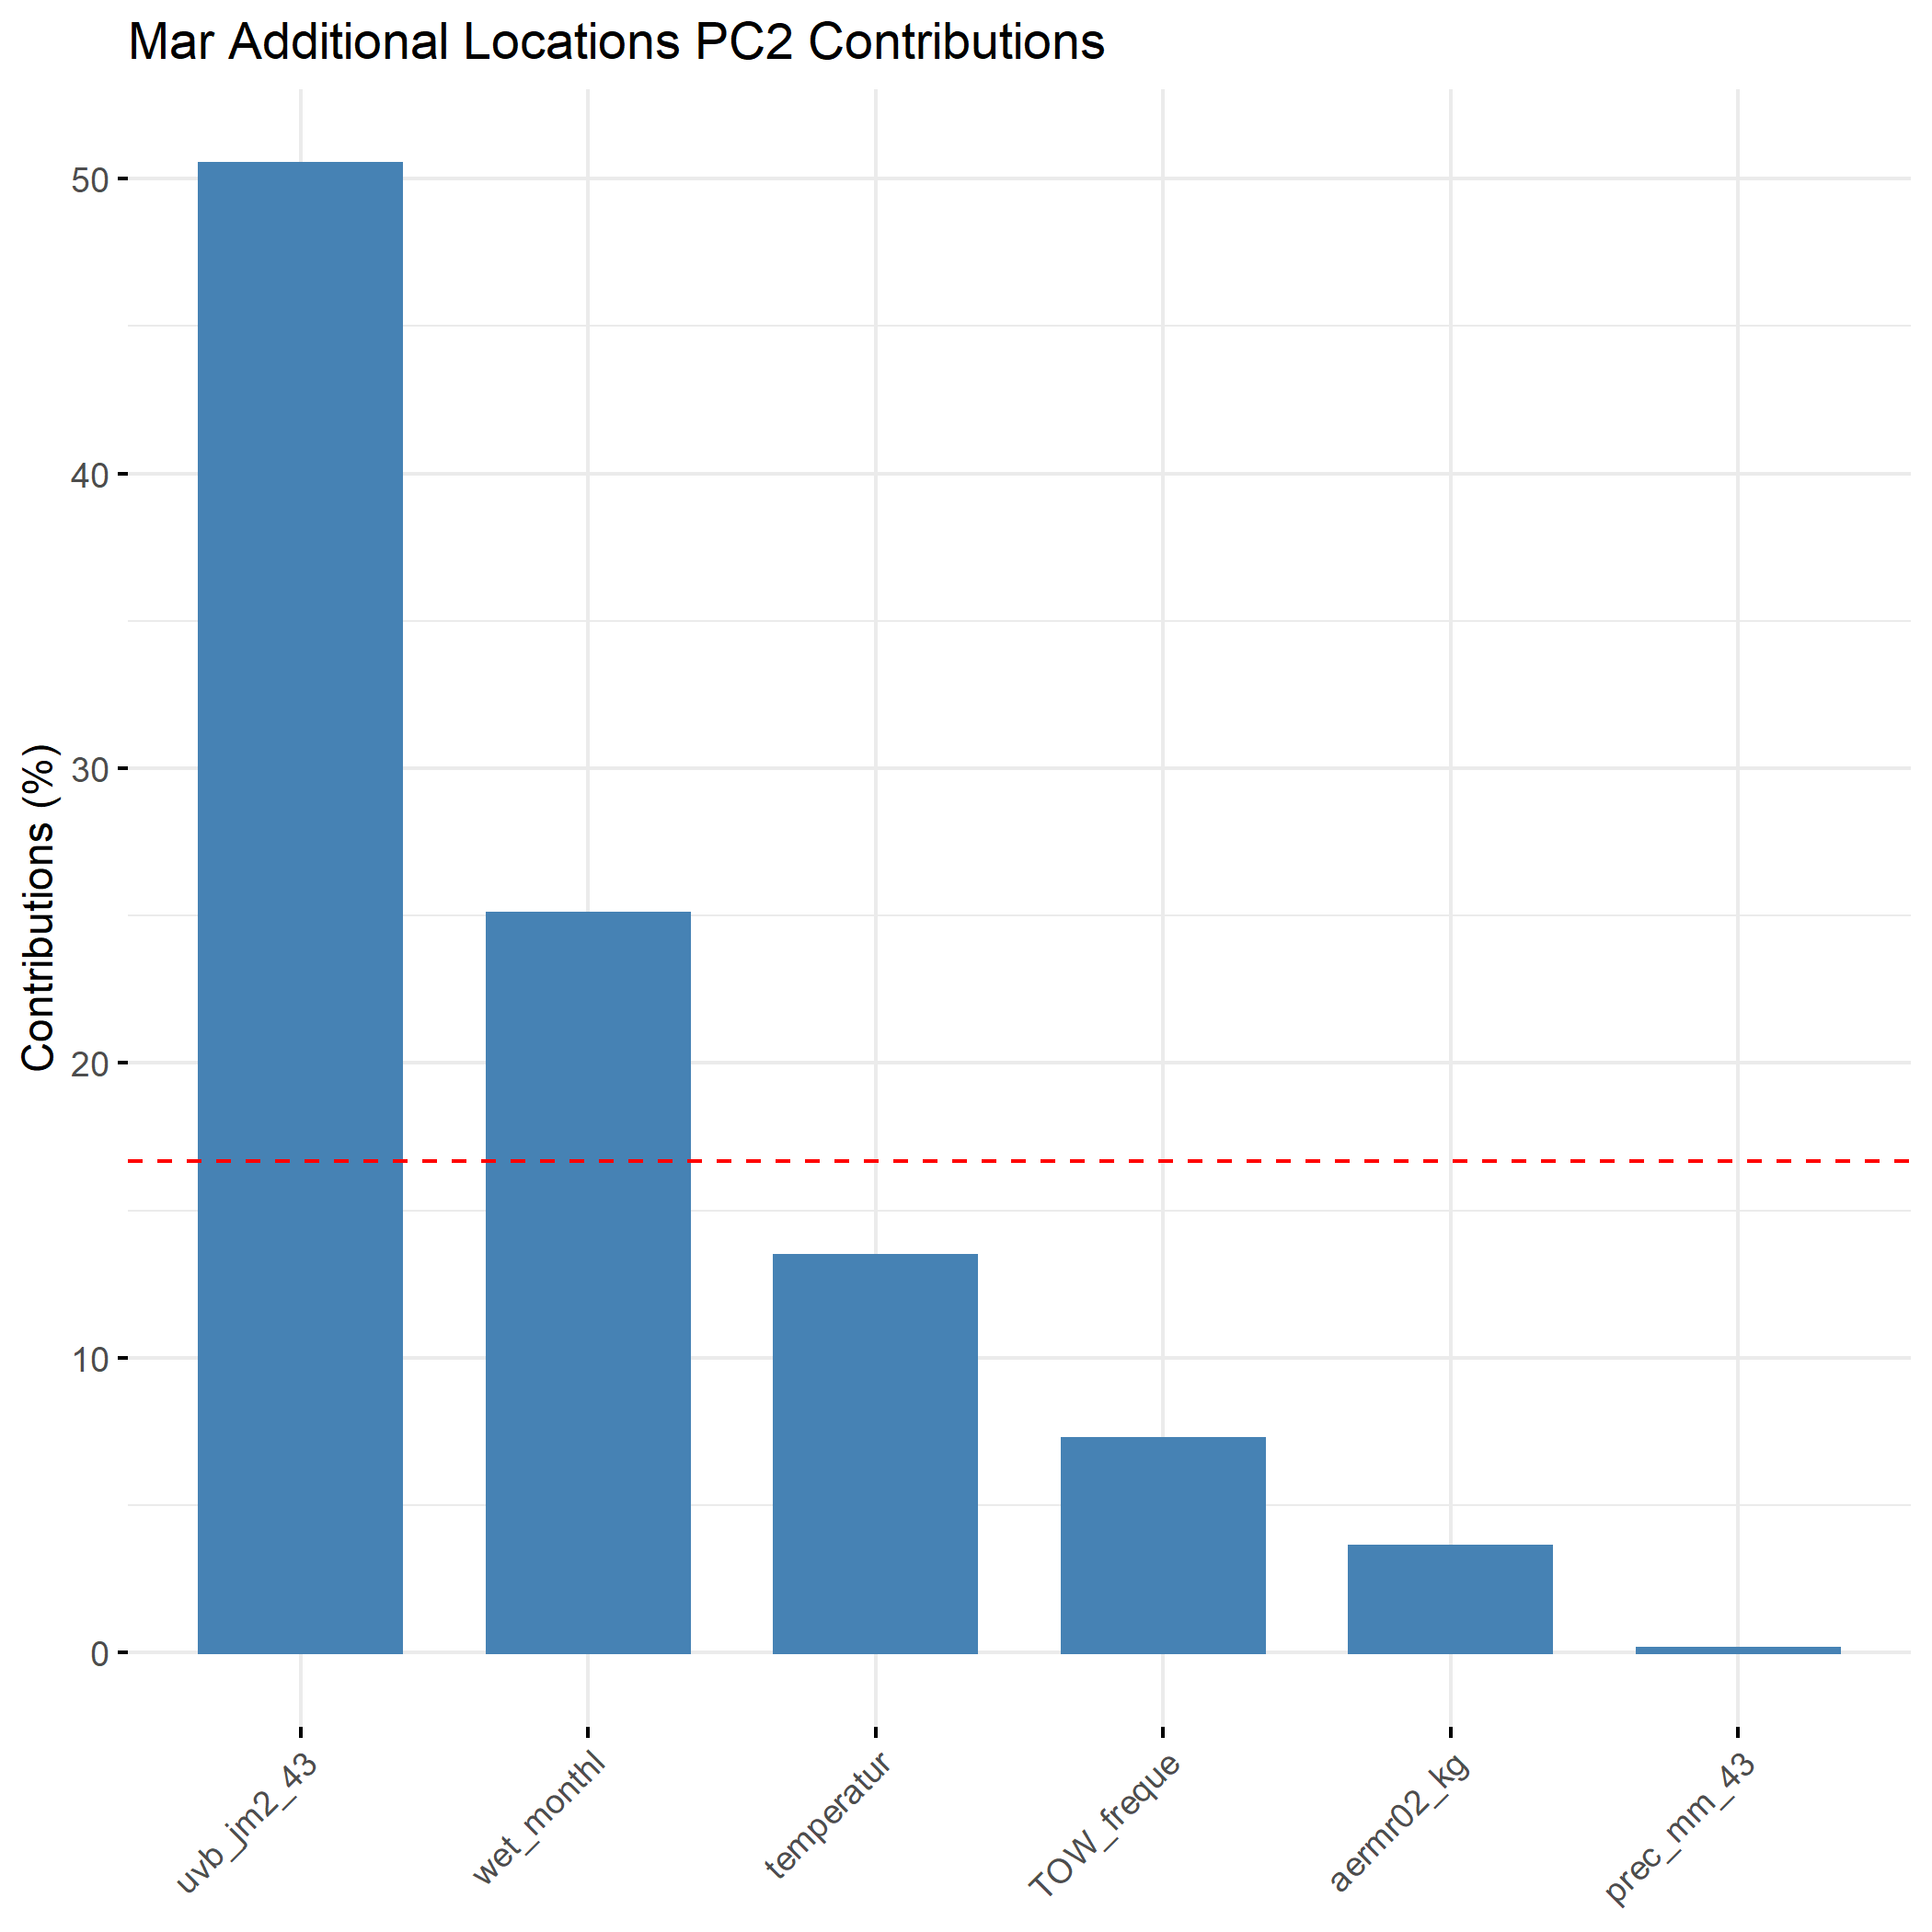 Mar Additional Locations PC2 Contributions
Contributions (%)
50
40
30
20
10
0
uvb_jm2_43
wet_monthl
temperatur
TOW_freque
aermr02_kg
prec_mm_43